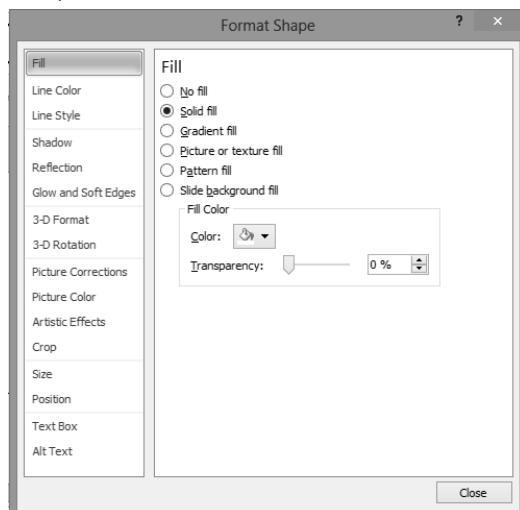 Format Shape ? ×
Fill
Line Color
Line Style
Shadow
Reflection
Glow and Soft Edges
3-D Format
3-D Rotation
Picture Corrections
Picture Color
Artistic Effects
Crop
Size
Position
Text Box
Alt Text
Fill
No fill
Solid fill
Gradient fill
Picture or texture fill
Pattern fill
Slide background fill
Fill Color
Color:
Transparency: 0 %
Close